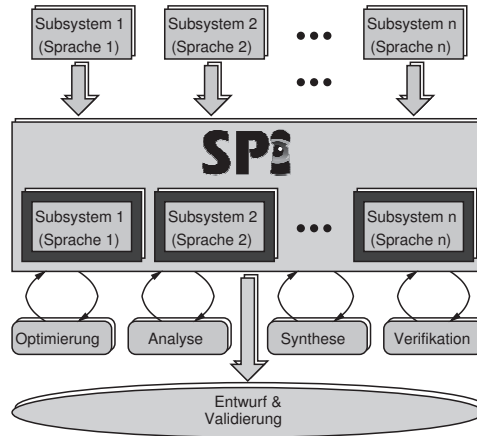 Subsystem 1 Subsystem 2 Subsystem n
(Sprache 1) (Sprache 2) (Sprache n)
SPi
Subsystem 1 Subsystem 2 Subsystem n
(Sprache 1) (Sprache 2) (Sprache n)
Optimierung Analyse Synthese Verifikation
Entwurf &
Validierung